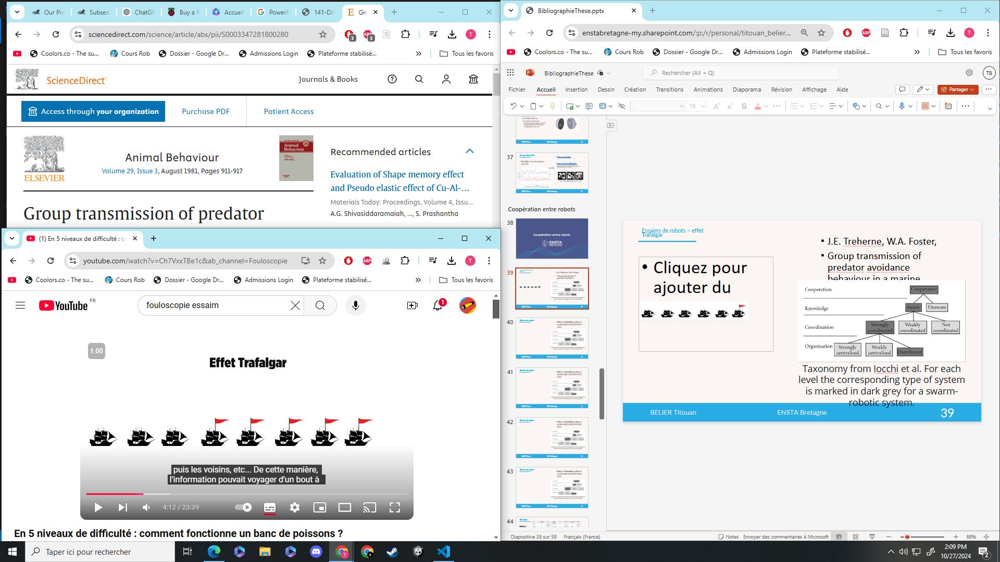 Our Pro
Subsea
ChatGP
Buy a R
Accueil
PowerP
141-DA
Gro
sciencedirect.com/science/article/abs/pii/S0003347281800280
Coolors.co - The su...
Cours Rob
Dossier - Google Dr...
Admissions Login
Plateforme stabilisé...
Tous les favoris
ScienceDirect
Journals & Books
Access through your organization
Purchase PDF
Patient Access
ELSEVIER
Animal Behaviour
Volume 29, Issue 3, August 1981, Pages 911-917
Animal
Behaviour
Recommended articles
Evaluation of Shape memory effect
and Pseudo elastic effect of Cu-Al-...
Materials Today: Proceedings, Volume 4, Issu...
A.G. Shivasiddaramaiah, ..., S. Prashantha
Group transmission of predator
(1) En 5 niveaux de difficulté : co
youtube.com/watch?v=Ch7VxxTBe1c&ab_channel=Fouloscopie
Coolors.co - The su...
Cours Rob
Dossier - Google Dr...
Admissions Login
Plateforme stabilisé...
Tous les favoris
YouTube FR
fouloscopie essaim
1
1.00
Effet Trafalgar
puis les voisins, etc... De cette manière,
l'information pouvait voyager d'un bout à
4:12 / 23:39
En 5 niveaux de difficulté : comment fonctionne un banc de poissons ?
BibliographieThese.pptx
enstabretagne-my.sharepoint.com/:p:/r/personal/titouan_belier...
Coolors.co - The su...
Cours Rob
Dossier - Google Dr...
Admissions Login
Plateforme stabilisé...
Tous les favoris
BibliographieThese
Rechercher (Alt + Q)
TB
Fichier
Accueil
Insertion
Dessin
Création
Transitions
Animations
Diaporama
Révision
Affichage
Aide
Partager
15
37
Coopération entre robots
38
Coopération entre robots
ENSTA
39
40
41
42
43
44
Essaims de robots – effet
Trafalgar
• Cliquez pour
ajouter du
• J.E. Treherne, W.A. Foster,
• Group transmission of
predator avoidance
behaviour in a marine
Cooperation
Cooperative
Knowledge
Aware
Unaware
Coordination
Strongly
coordinated
Weakly
coordinated
Not
coordinated
Organisation
Strongly
centralised
Weakly
centralised
Distributed
Taxonomy from Iocchi et al. For each
level the corresponding type of system
is marked in dark grey for a swarm-
robotic system.
BELIER Titouan
ENSTA Bretagne
39
Diapositive 39 sur 58
Français (France)
Notes
Envoyer des commentaires à Microsoft
68%
Taper ici pour rechercher
2:09 PM
10/27/2024
2